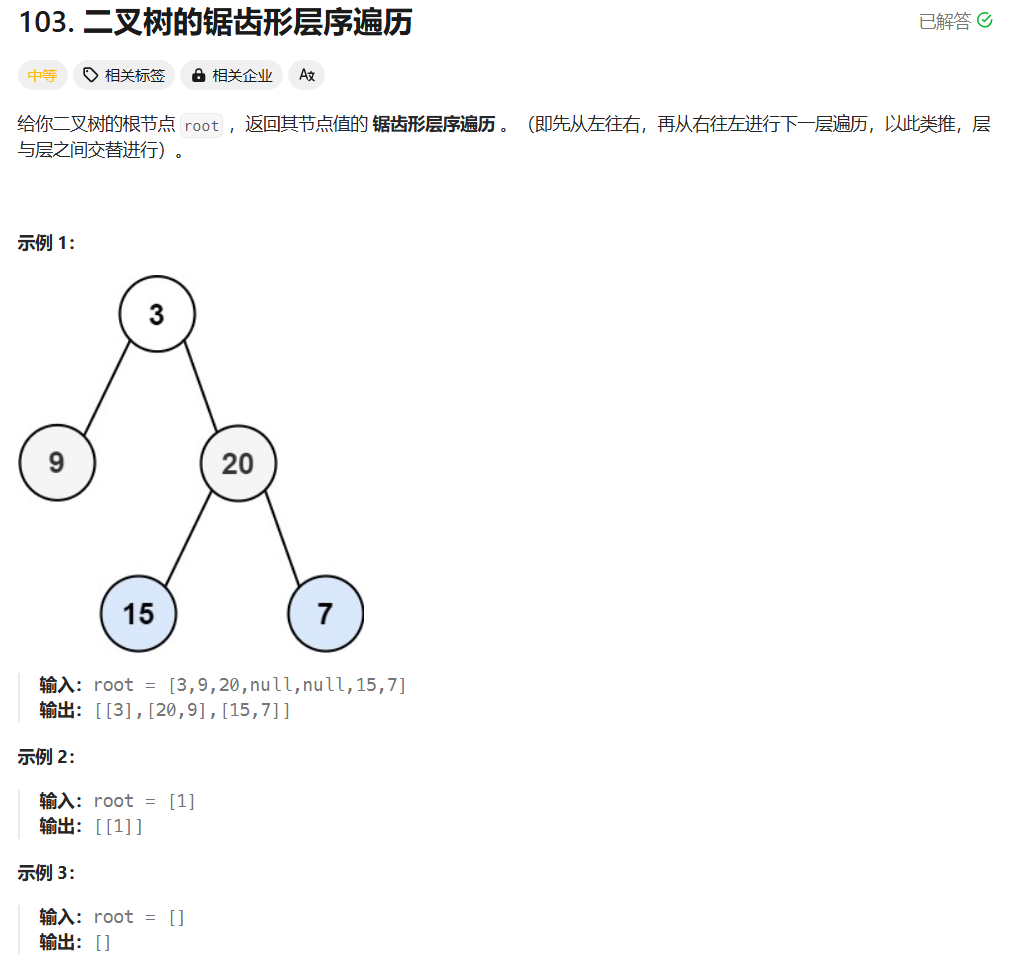 103. 二叉树的锯齿形层序遍历
已解答
中等 相关标签 相关企业 Aあ
给你二叉树的根节点 root ，返回其节点值的 锯齿形层序遍历 。（即先从左往右，再从右往左进行下一层遍历，以此类推，层
与层之间交替进行）。
示例 1：
3
9
20
15
7
输入：root = [3,9,20,null,null,15,7]
输出：[[3],[20,9],[15,7]]
示例 2：
输入：root = [1]
输出：[[1]]
示例 3：
输入：root = []
输出：[]